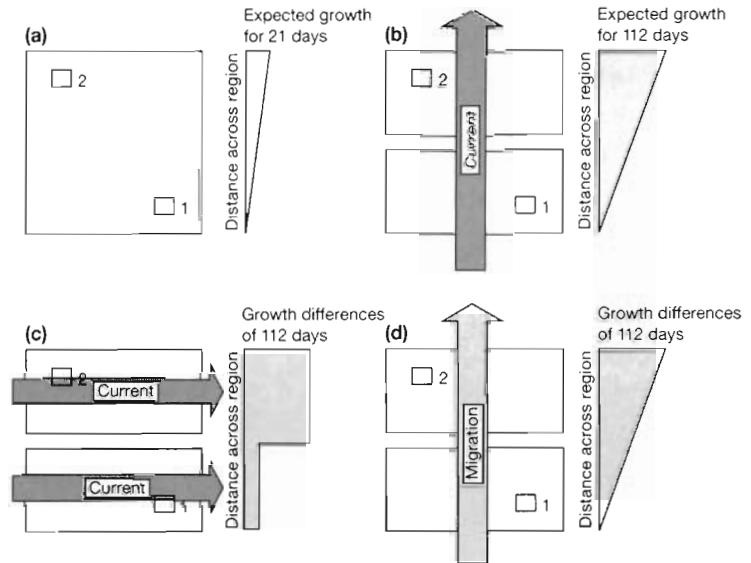 (a)
Expected growth
for 21 days
2
1
Distance across region
(b)
Expected growth
for 112 days
2
Current
1
Distance across region
(c)
Growth differences
of 112 days
2
Current
Current
Distance across region
(d)
Growth differences
of 112 days
2
Migration
1
Distance across region